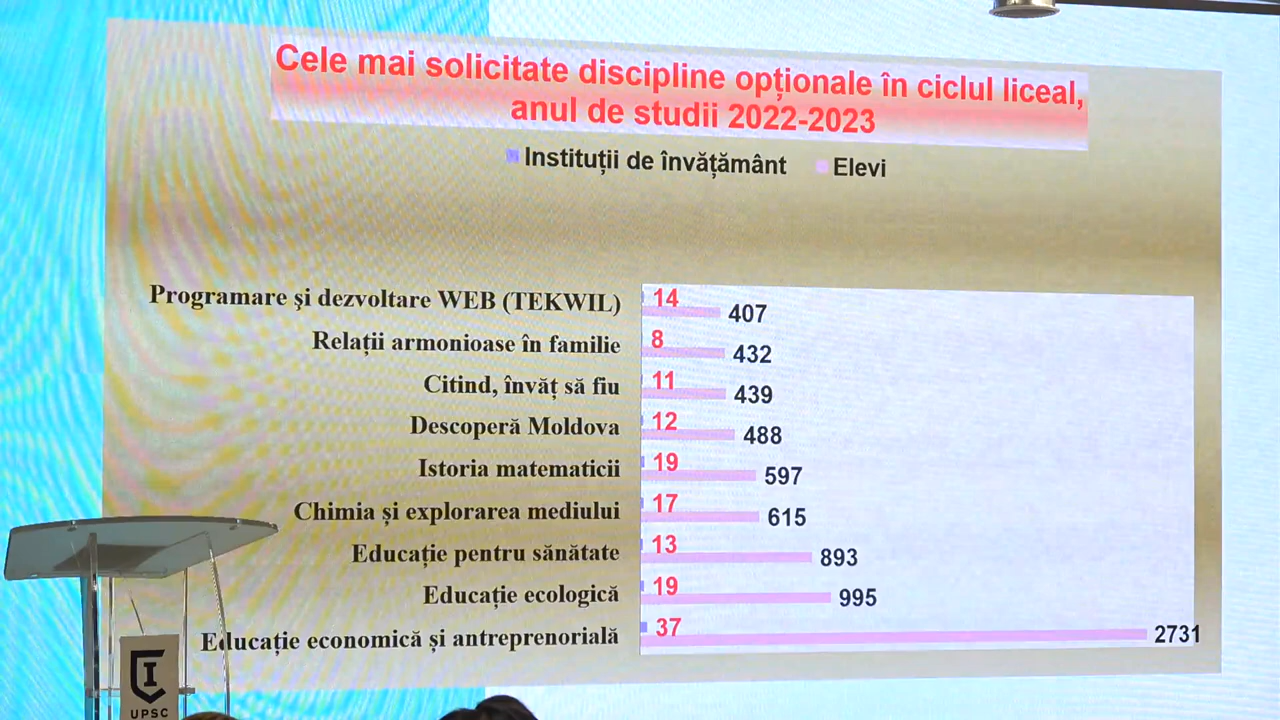 Cele mai solicitate discipline opționale în ciclul liceal,
anul de studii 2022-2023
Instituții de învățământ Elevi
Programare şi dezvoltare WEB (TEKWIL) 14 407
Relații armonioase în familie 8 432
Citind, învăț să fiu 11 439
Descoperă Moldova 12 488
Istoria matematicii 19 597
Chimia și explorarea mediului 17 615
Educație pentru sănătate 13 893
Educație ecologică 19 995
Educație economică și antreprenorială 37 2731
UPSC